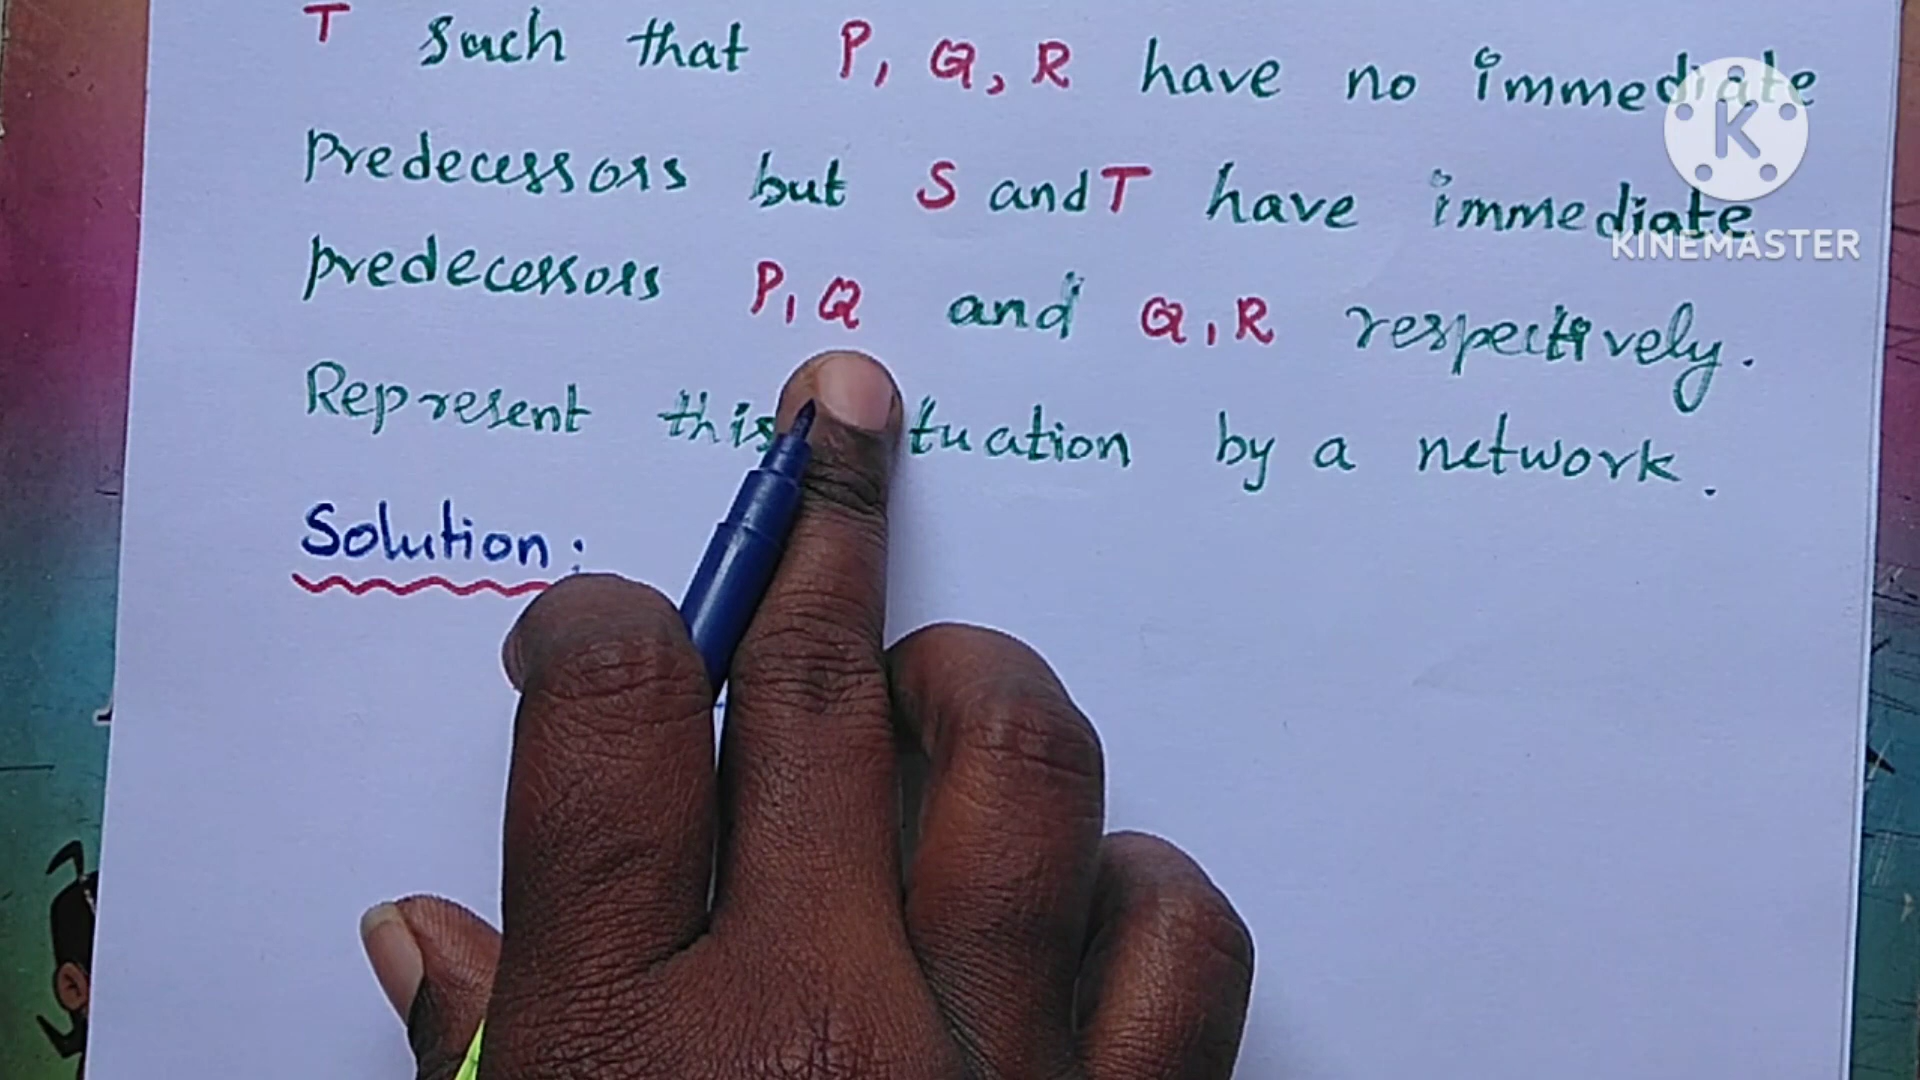 T such that P, Q, R have no immediate
predecessors but S and T have immediate
predecessors P, Q and Q, R respectively.
Represent this tuation by a network.
Solution:
K
KINEMASTER